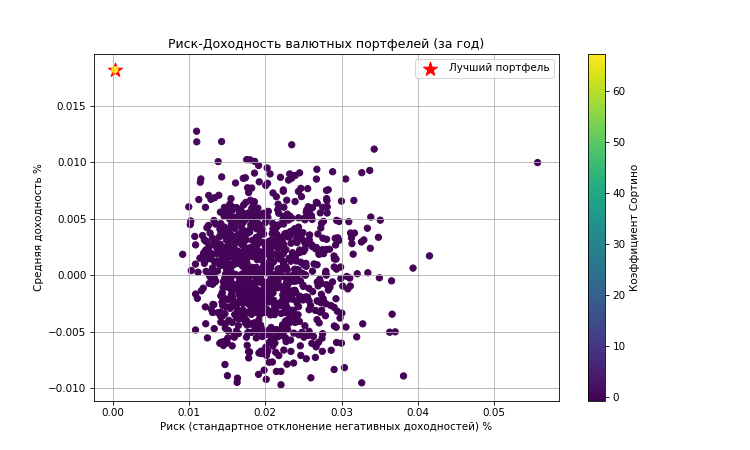 Риск-Доходность валютных портфелей (за год)
Лучший портфель
Средняя доходность %
0.015
0.010
0.005
0.000
−0.005
−0.010
0.00 0.01 0.02 0.03 0.04 0.05
Риск (стандартное отклонение негативных доходностей) %
60
50
40
30
20
10
0
Коэффициент Сортино